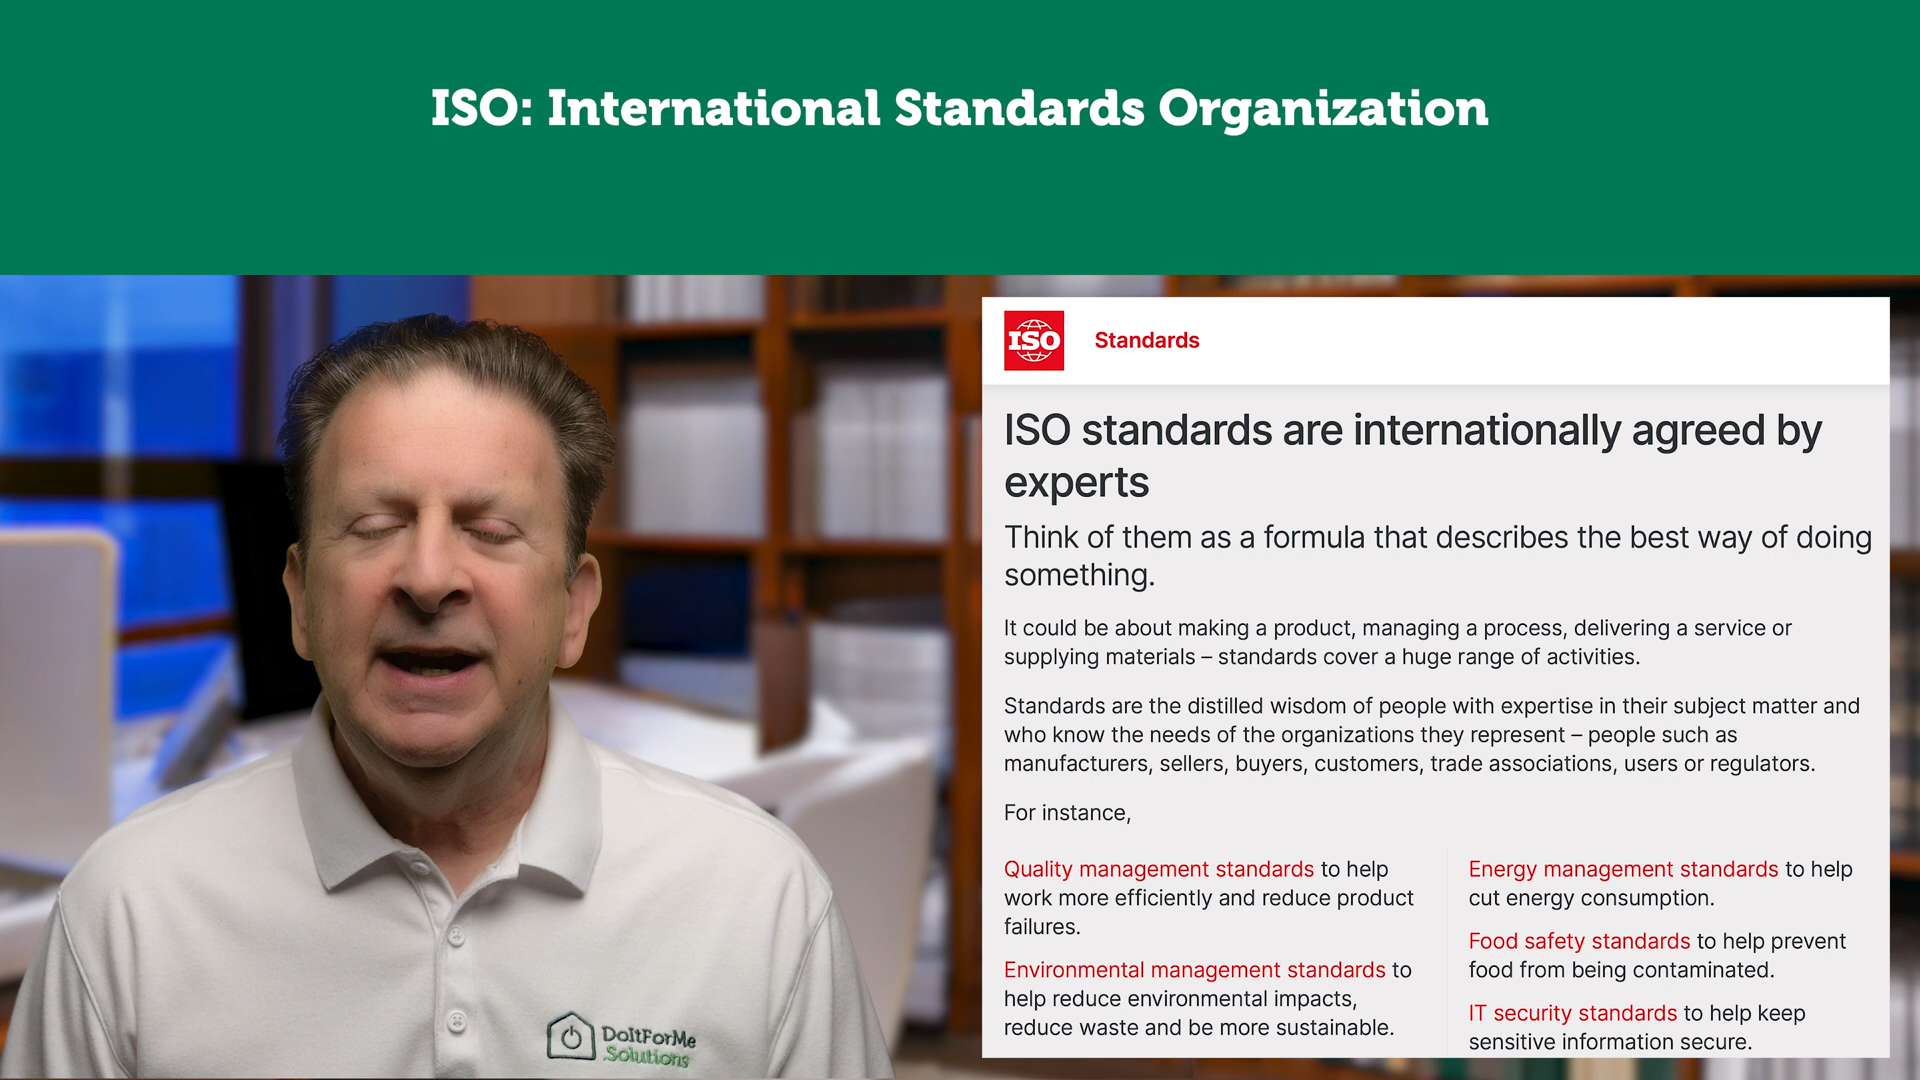 ISO: International Standards Organization
ISO
Standards
ISO standards are internationally agreed by
experts
Think of them as a formula that describes the best way of doing
something.
It could be about making a product, managing a process, delivering a service or
supplying materials – standards cover a huge range of activities.
Standards are the distilled wisdom of people with expertise in their subject matter and
who know the needs of the organizations they represent – people such as
manufacturers, sellers, buyers, customers, trade associations, users or regulators.
For instance,
Quality management standards to help
work more efficiently and reduce product
failures.
Environmental management standards to
help reduce environmental impacts,
reduce waste and be more sustainable.
Energy management standards to help
cut energy consumption.
Food safety standards to help prevent
food from being contaminated.
IT security standards to help keep
sensitive information secure.
DoItForMe
.Solutions